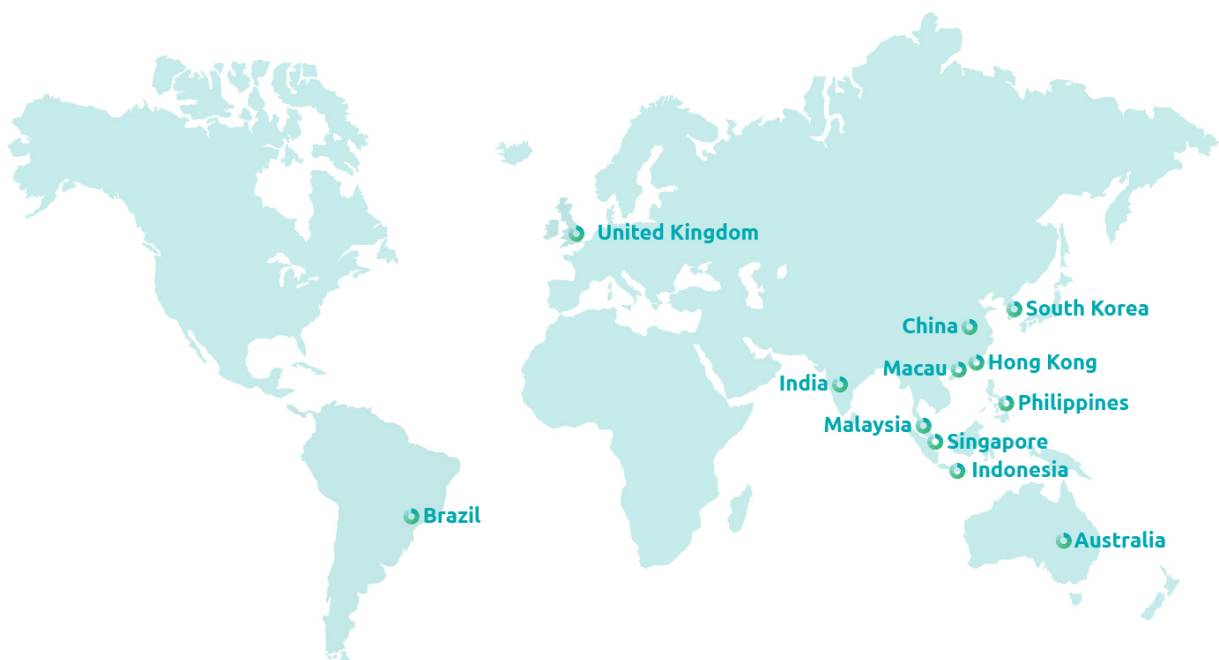 United Kingdom
South Korea
China
Hong Kong
Macau
India
Philippines
Malaysia
Singapore
Indonesia
Brazil
Australia